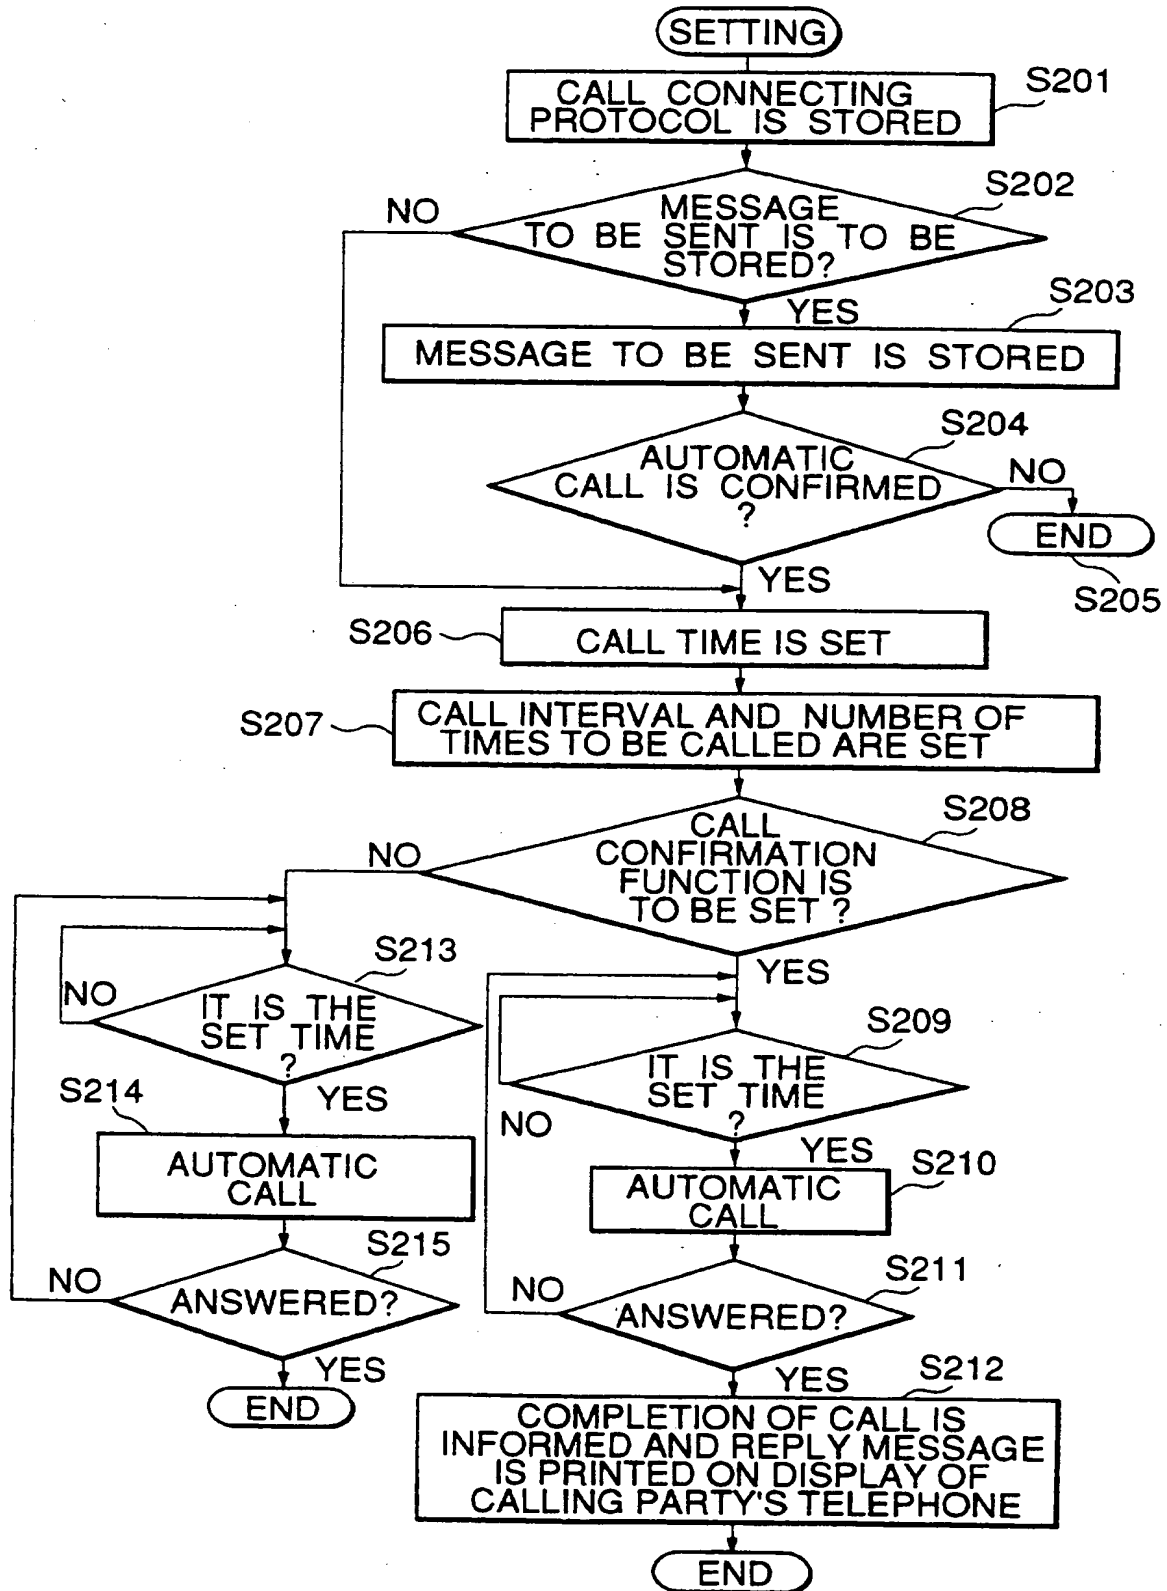 SETTING
CALL CONNECTING
PROTOCOL IS STORED
S201
S202
NO
MESSAGE
TO BE SENT IS TO BE
STORED?
YES
S203
MESSAGE TO BE SENT IS STORED
S204
AUTOMATIC
CALL IS CONFIRMED
?
NO
END
S205
YES
S206
CALL TIME IS SET
S207
CALL INTERVAL AND NUMBER OF
TIMES TO BE CALLED ARE SET
S208
NO
CALL
CONFIRMATION
FUNCTION IS
TO BE SET ?
YES
S213
NO
IT IS THE
SET TIME
?
YES
S214
AUTOMATIC
CALL
S215
NO
ANSWERED?
YES
END
S209
IT IS THE
SET TIME
?
NO
YES
S210
AUTOMATIC
CALL
S211
NO
ANSWERED?
YES
S212
COMPLETION OF CALL IS
INFORMED AND REPLY MESSAGE
IS PRINTED ON DISPLAY OF
CALLING PARTY'S TELEPHONE
END